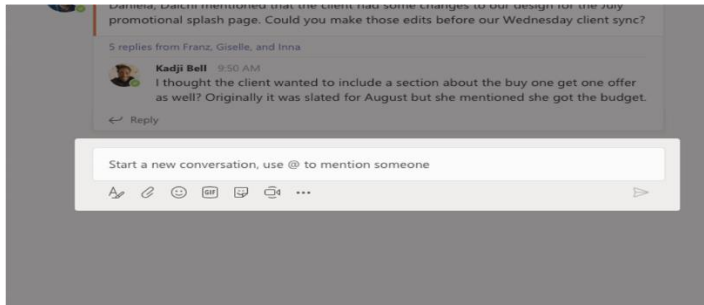 Daniela, Daichi mentioned that the client had some changes to our design for the July
promotional splash page. Could you make those edits before our Wednesday client sync?
5 replies from Franz, Giselle, and Inna
Kadji Bell 9:50 AM
I thought the client wanted to include a section about the buy one get one offer
as well? Originally it was slated for August but she mentioned she got the budget.
Reply
Start a new conversation, use @ to mention someone
GIF